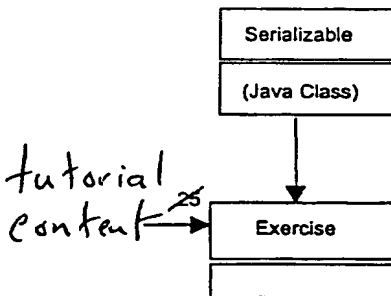 Serializable
(Java Class)
tutorial
content 25
Exercise